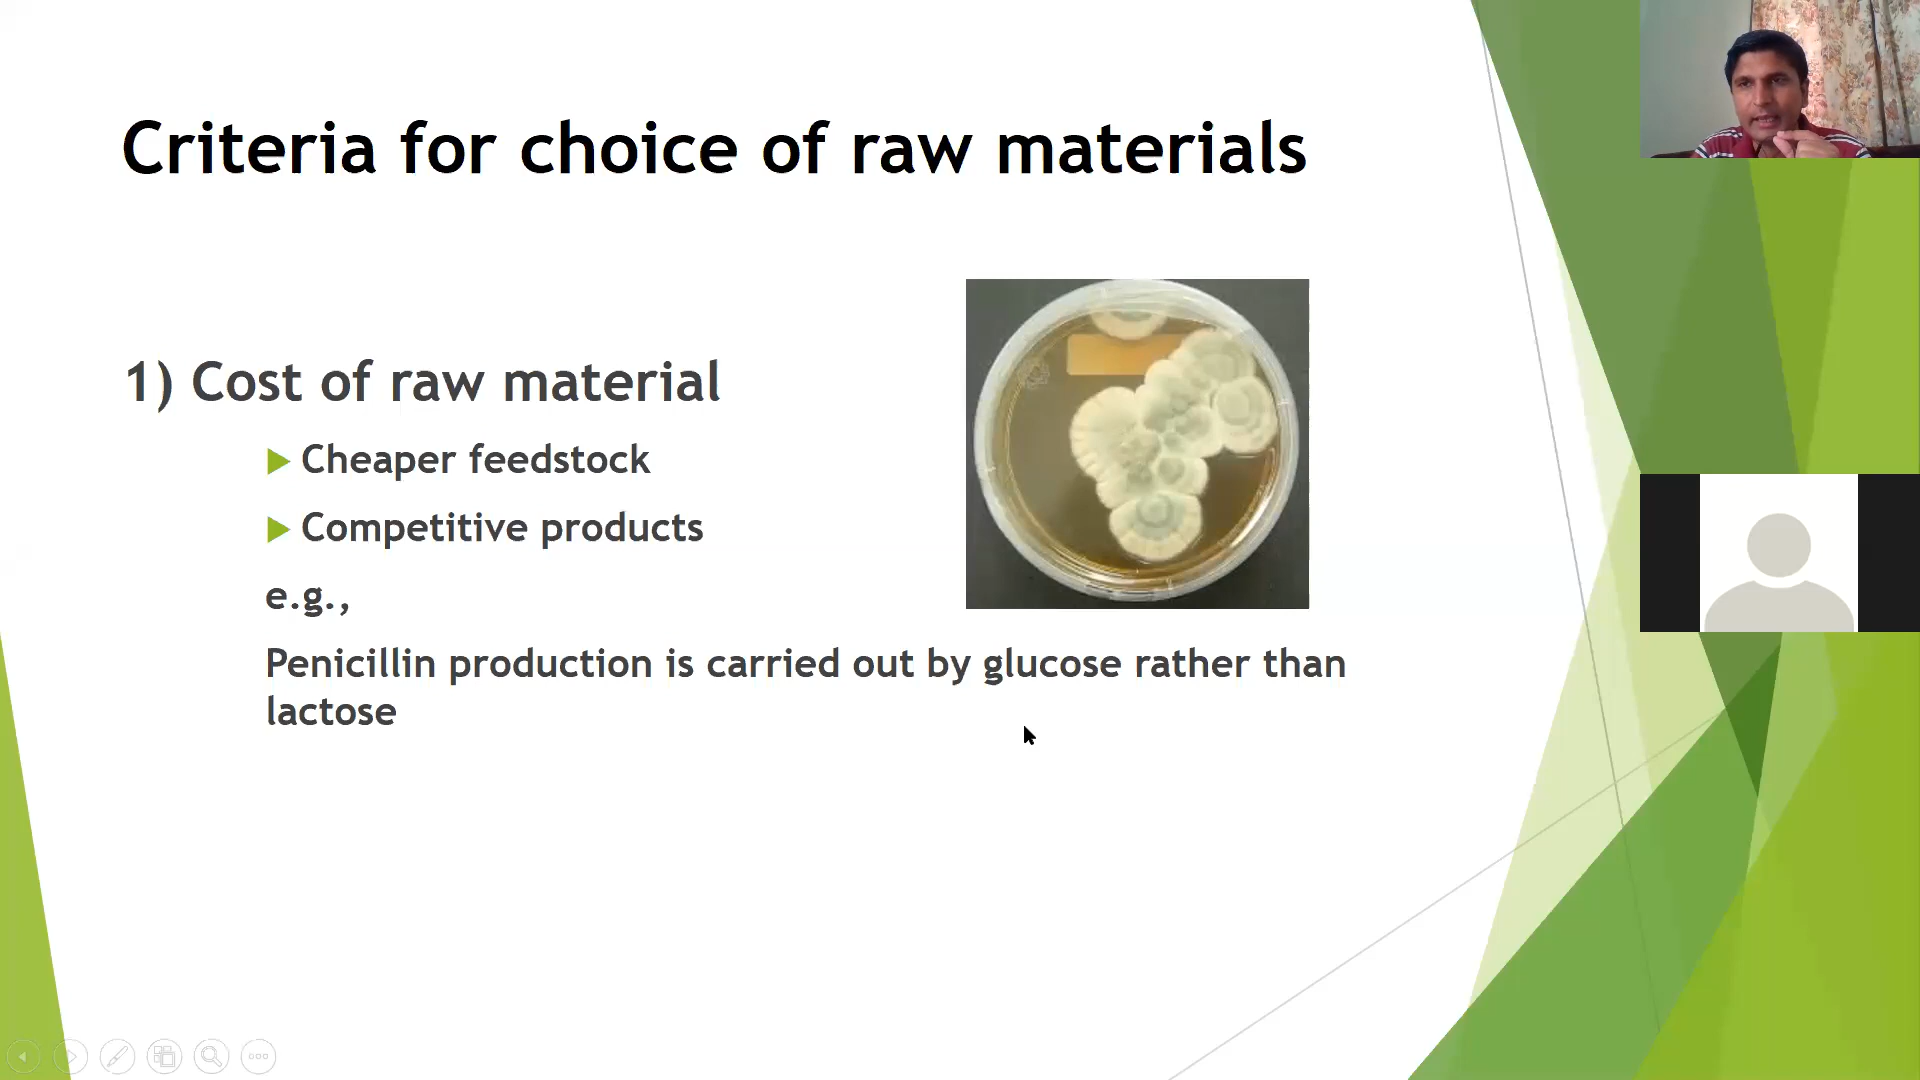 Criteria for choice of raw materials
1) Cost of raw material
Cheaper feedstock
Competitive products
e.g.,
Penicillin production is carried out by glucose rather than
lactose